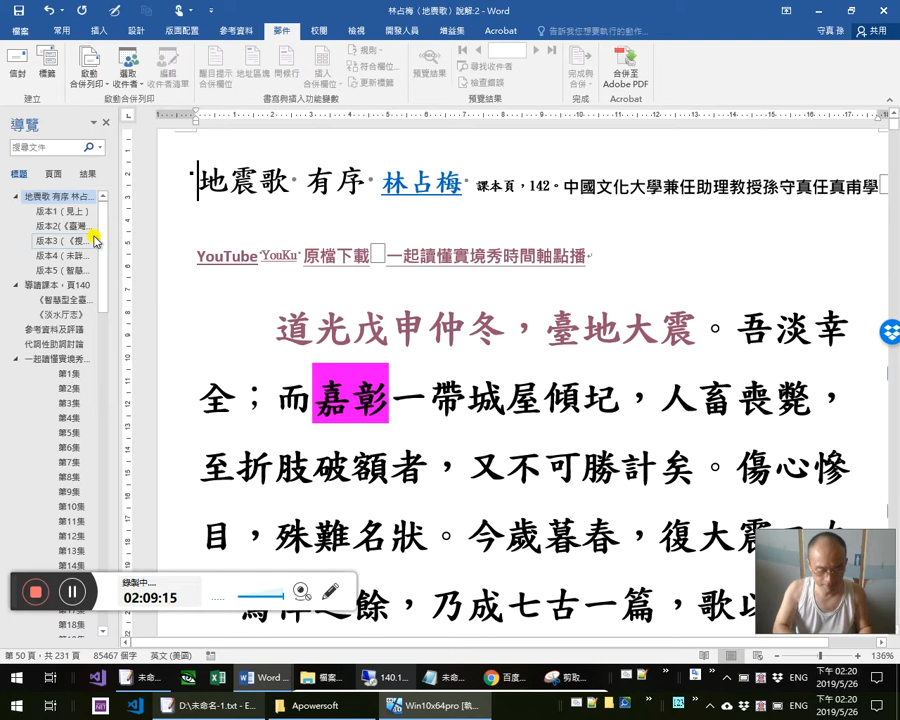 林占梅〈地震歌〉說解:2 - Word
檔案 常用 插入 設計 版面配置 參考資料 郵件 校閱 檢視 開發人員 增益集 Acrobat 告訴我您想要執行的動作... 守真 孫 共用
信封 標籤 啟動合併列印 選取收件者 編輯收件者清單 醒目提示合併欄位 地址區塊 問候行 插入合併欄位 規則 符合欄位... 更新標籤 預覽結果 尋找收件者 檢查錯誤 完成與合併 合併至 Adobe PDF
建立 啟動合併列印 書寫與插入功能變數 預覽結果 完成 Acrobat
導覽
搜尋文件
標題 頁面 結果
地震歌 有序 林占...
版本1（見上）
版本2(《臺灣...
版本3（《搜...
版本4（未詳...
版本5（智慧...
導讀課本，頁140
《智慧型全臺...
《淡水厅志》
參考資料及評議
代詞性助詞討論
一起讀懂實境秀...
第1集
第2集
第3集
第4集
第5集
第6集
第7集
第8集
第9集
第10集
第11集
第12集
第13集
第14集
第17集
第18集
地震歌 有序 林占梅 課本頁，142。中國文化大學兼任助理教授孫守真任真甫學
YouTube YouKu 原檔下載 一起讀懂實境秀時間軸點播
道光戊申仲冬，臺地大震。吾淡幸
全；而嘉彰一帶城屋傾圮，人畜喪斃，
至折肢破額者，又不可勝計矣。傷心慘
目，殊難名狀。今歲暮春，復大震
之餘，乃成七古一篇，歌以
錄製中....
02:09:15
第 50 頁，共 231 頁 85467 個字 英文 (美國) 136%
未命... Word ... 檔案... 140.1... 未命... 百度... 剪取... ENG 下午 02:20 2019/5/26
D:\未命名-1.txt - E... Apowersoft Win10x64pro [執... ENG 下午 02:20 2019/5/26